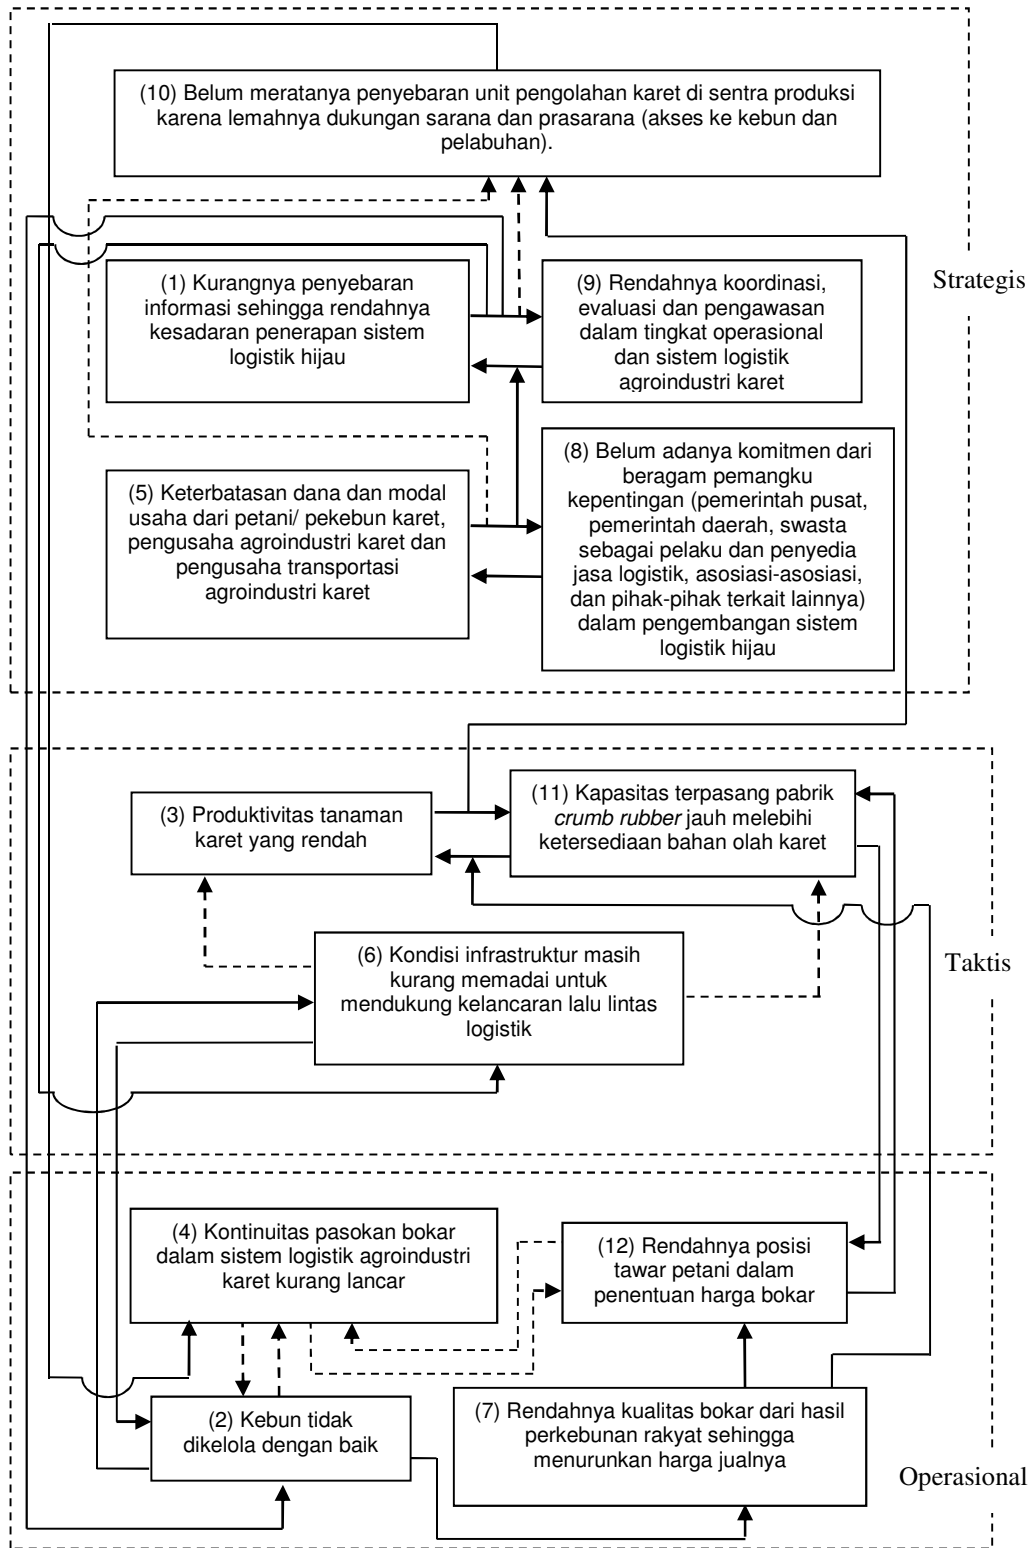 (10) Belum meratanya penyebaran unit pengolahan karet di sentra produksi
karena lemahnya dukungan sarana dan prasarana (akses ke kebun dan
pelabuhan).
(1) Kurangnya penyebaran
informasi sehingga rendahnya
kesadaran penerapan sistem
logistik hijau
(9) Rendahnya koordinasi,
evaluasi dan pengawasan
dalam tingkat operasional
dan sistem logistik
agroindustri karet
Strategis
(5) Keterbatasan dana dan modal
usaha dari petani/ pekebun karet,
pengusaha agroindustri karet dan
pengusaha transportasi
agroindustri karet
(8) Belum adanya komitmen dari
beragam pemangku
kepentingan (pemerintah pusat,
pemerintah daerah, swasta
sebagai pelaku dan penyedia
jasa logistik, asosiasi-asosiasi,
dan pihak-pihak terkait lainnya)
dalam pengembangan sistem
logistik hijau
(3) Produktivitas tanaman
karet yang rendah
(11) Kapasitas terpasang pabrik
crumb rubber jauh melebihi
ketersediaan bahan olah karet
(6) Kondisi infrastruktur masih
kurang memadai untuk
mendukung kelancaran lalu lintas
logistik
Taktis
(4) Kontinuitas pasokan bokar
dalam sistem logistik agroindustri
karet kurang lancar
(12) Rendahnya posisi
tawar petani dalam
penentuan harga bokar
(2) Kebun tidak
dikelola dengan baik
(7) Rendahnya kualitas bokar dari hasil
perkebunan rakyat sehingga
menurunkan harga jualnya
Operasional